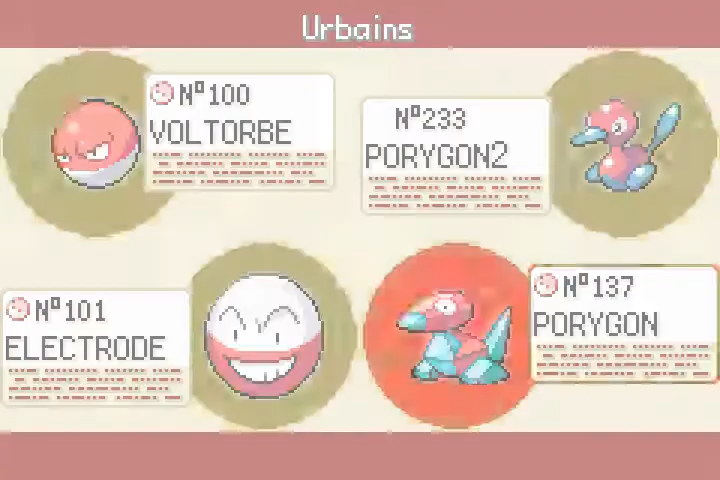 Urbains
Nº100
VOLTORBE
Nº233
PORYGON2
Nº101
ELECTRODE
Nº137
PORYGON